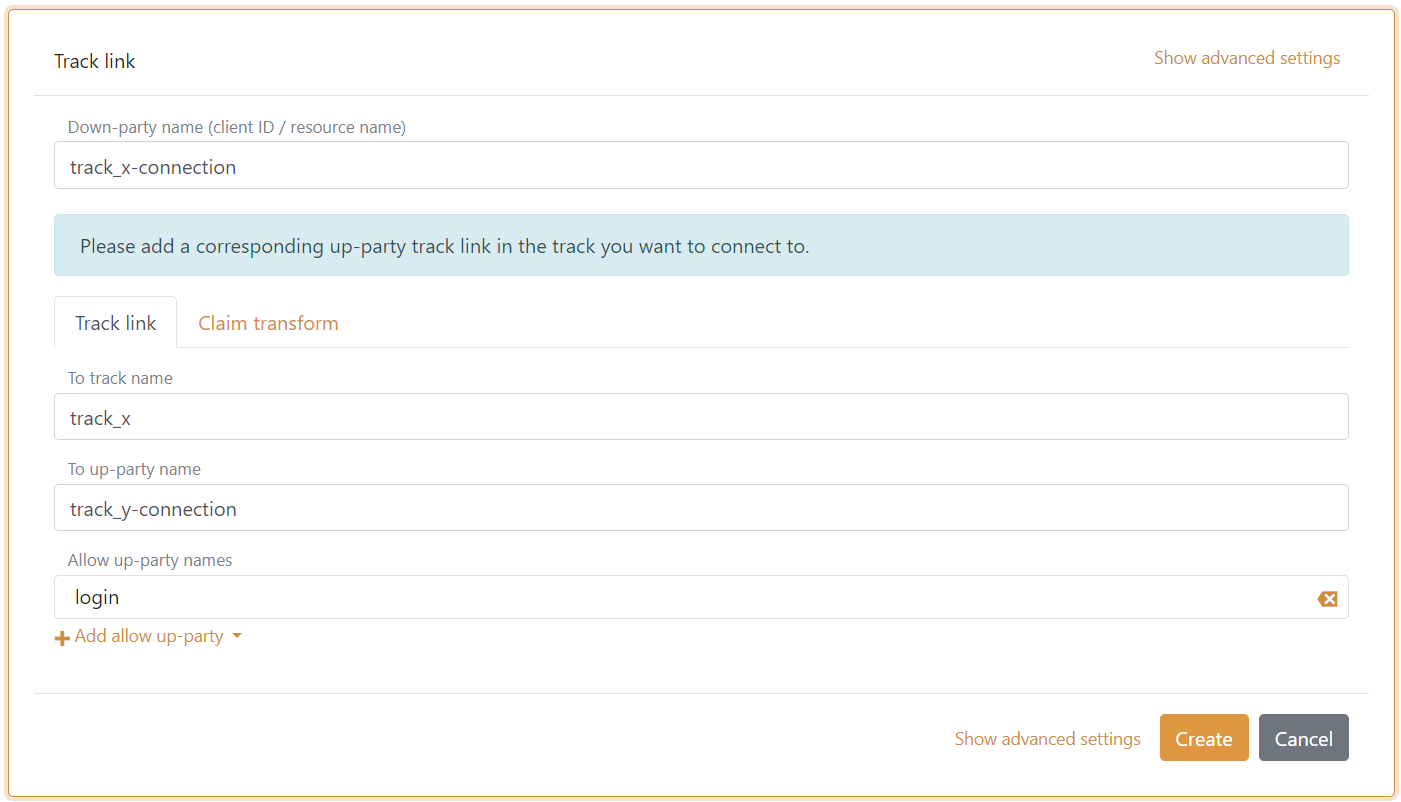 Track link
Show advanced settings
Down-party name (client ID / resource name)
track_x-connection
Please add a corresponding up-party track link in the track you want to connect to.
Track link
Claim transform
To track name
track_x
To up-party name
track_y-connection
Allow up-party names
login
Add allow up-party
Show advanced settings
Create
Cancel